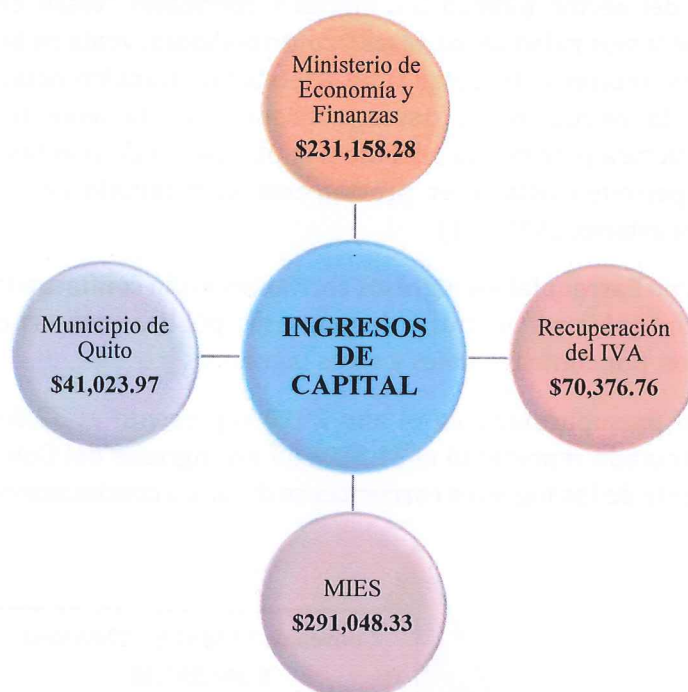 Ministerio de
Economía y
Finanzas
$231,158.28
Municipio de
Quito
$41,023.97
INGRESOS
DE
CAPITAL
Recuperación
del IVA
$70,376.76
MIES
$291,048.33